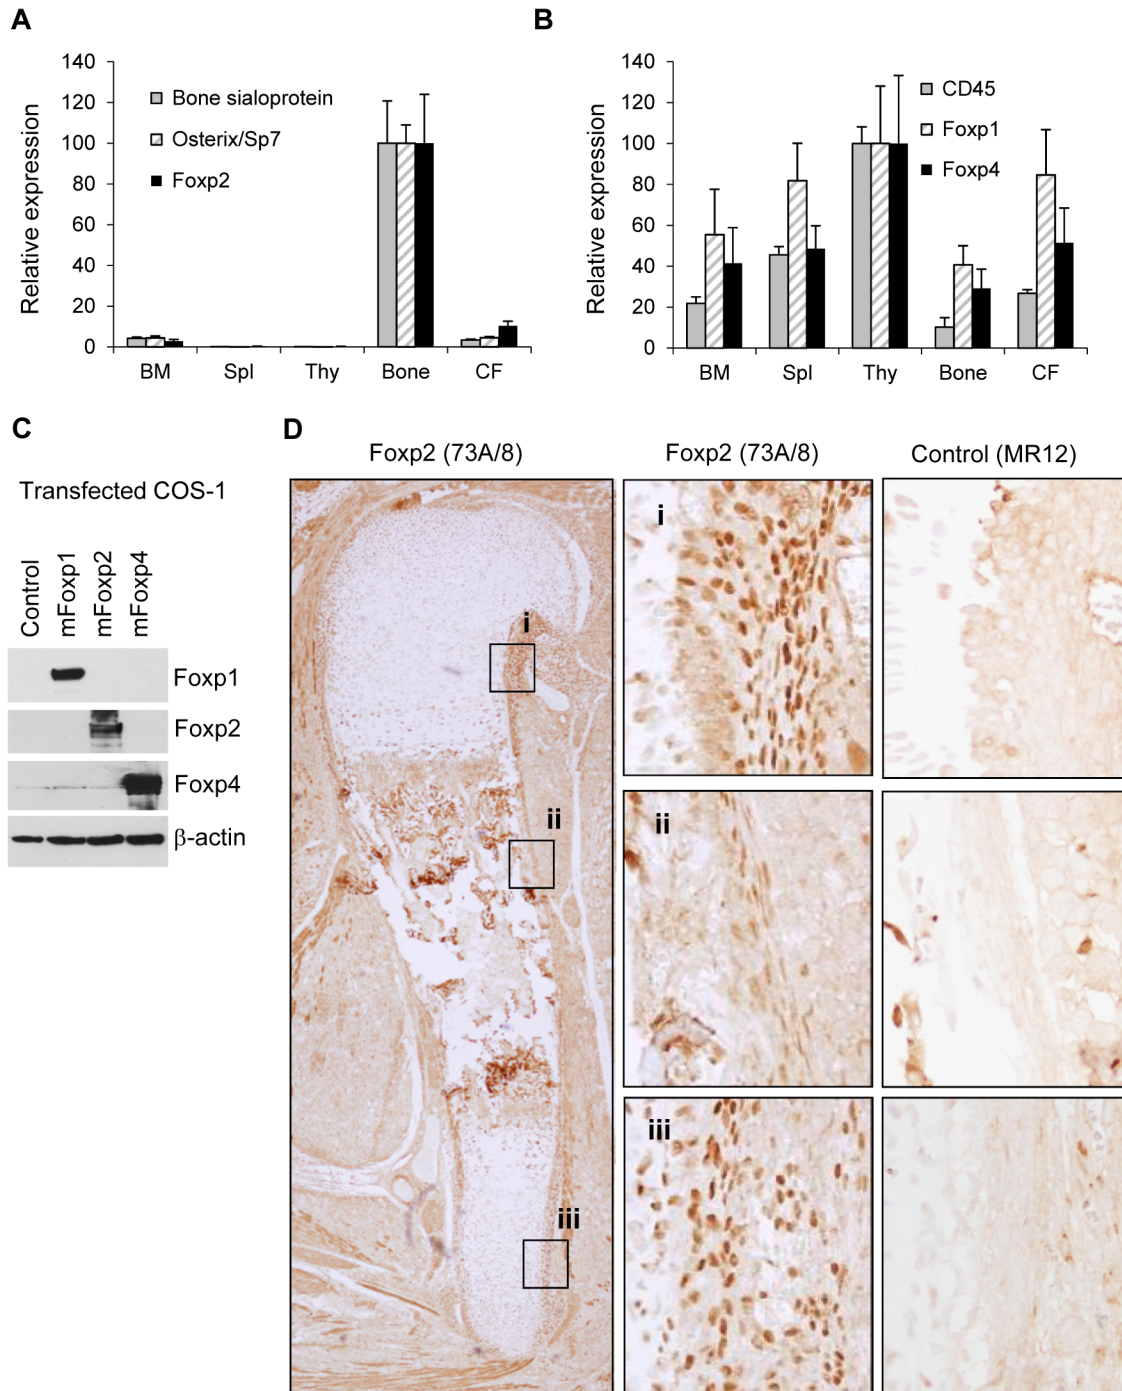 A
B
140
120
100
80
60
40
20
0
Relative expression
Bone sialoprotein
Osterix/Sp7
Foxp2
BM Spl Thy Bone CF
140
120
100
80
60
40
20
0
Relative expression
CD45
Foxp1
Foxp4
BM Spl Thy Bone CF
C
Transfected COS-1
Control
mFoxp1
mFoxp2
mFoxp4
Foxp1
Foxp2
Foxp4
β-actin
D
Foxp2 (73A/8)
Foxp2 (73A/8)
Control (MR12)
i
ii
iii
i
ii
iii